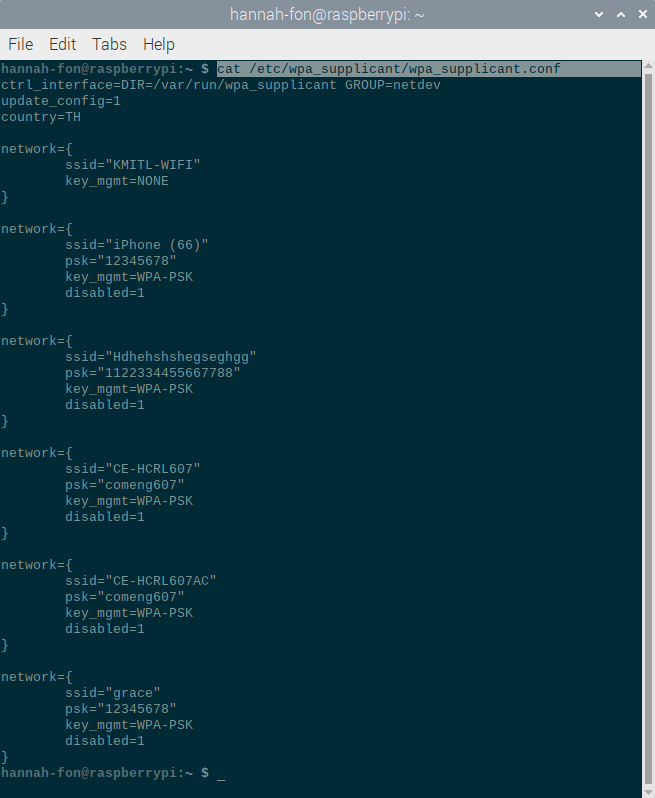 hannah-fon@raspberrypi: ~
File Edit Tabs Help
hannah-fon@raspberrypi:~ $ cat /etc/wpa_supplicant/wpa_supplicant.conf
ctrl_interface=DIR=/var/run/wpa_supplicant GROUP=netdev
update_config=1
country=TH

network={
        ssid="KMITL-WIFI"
        key_mgmt=NONE
}

network={
        ssid="iPhone (66)"
        psk="12345678"
        key_mgmt=WPA-PSK
        disabled=1
}

network={
        ssid="Hdhehshshegseghgg"
        psk="1122334455667788"
        key_mgmt=WPA-PSK
        disabled=1
}

network={
        ssid="CE-HCRL607"
        psk="comeng607"
        key_mgmt=WPA-PSK
        disabled=1
}

network={
        ssid="CE-HCRL607AC"
        psk="comeng607"
        key_mgmt=WPA-PSK
        disabled=1
}

network={
        ssid="grace"
        psk="12345678"
        key_mgmt=WPA-PSK
        disabled=1
}
hannah-fon@raspberrypi:~ $ _